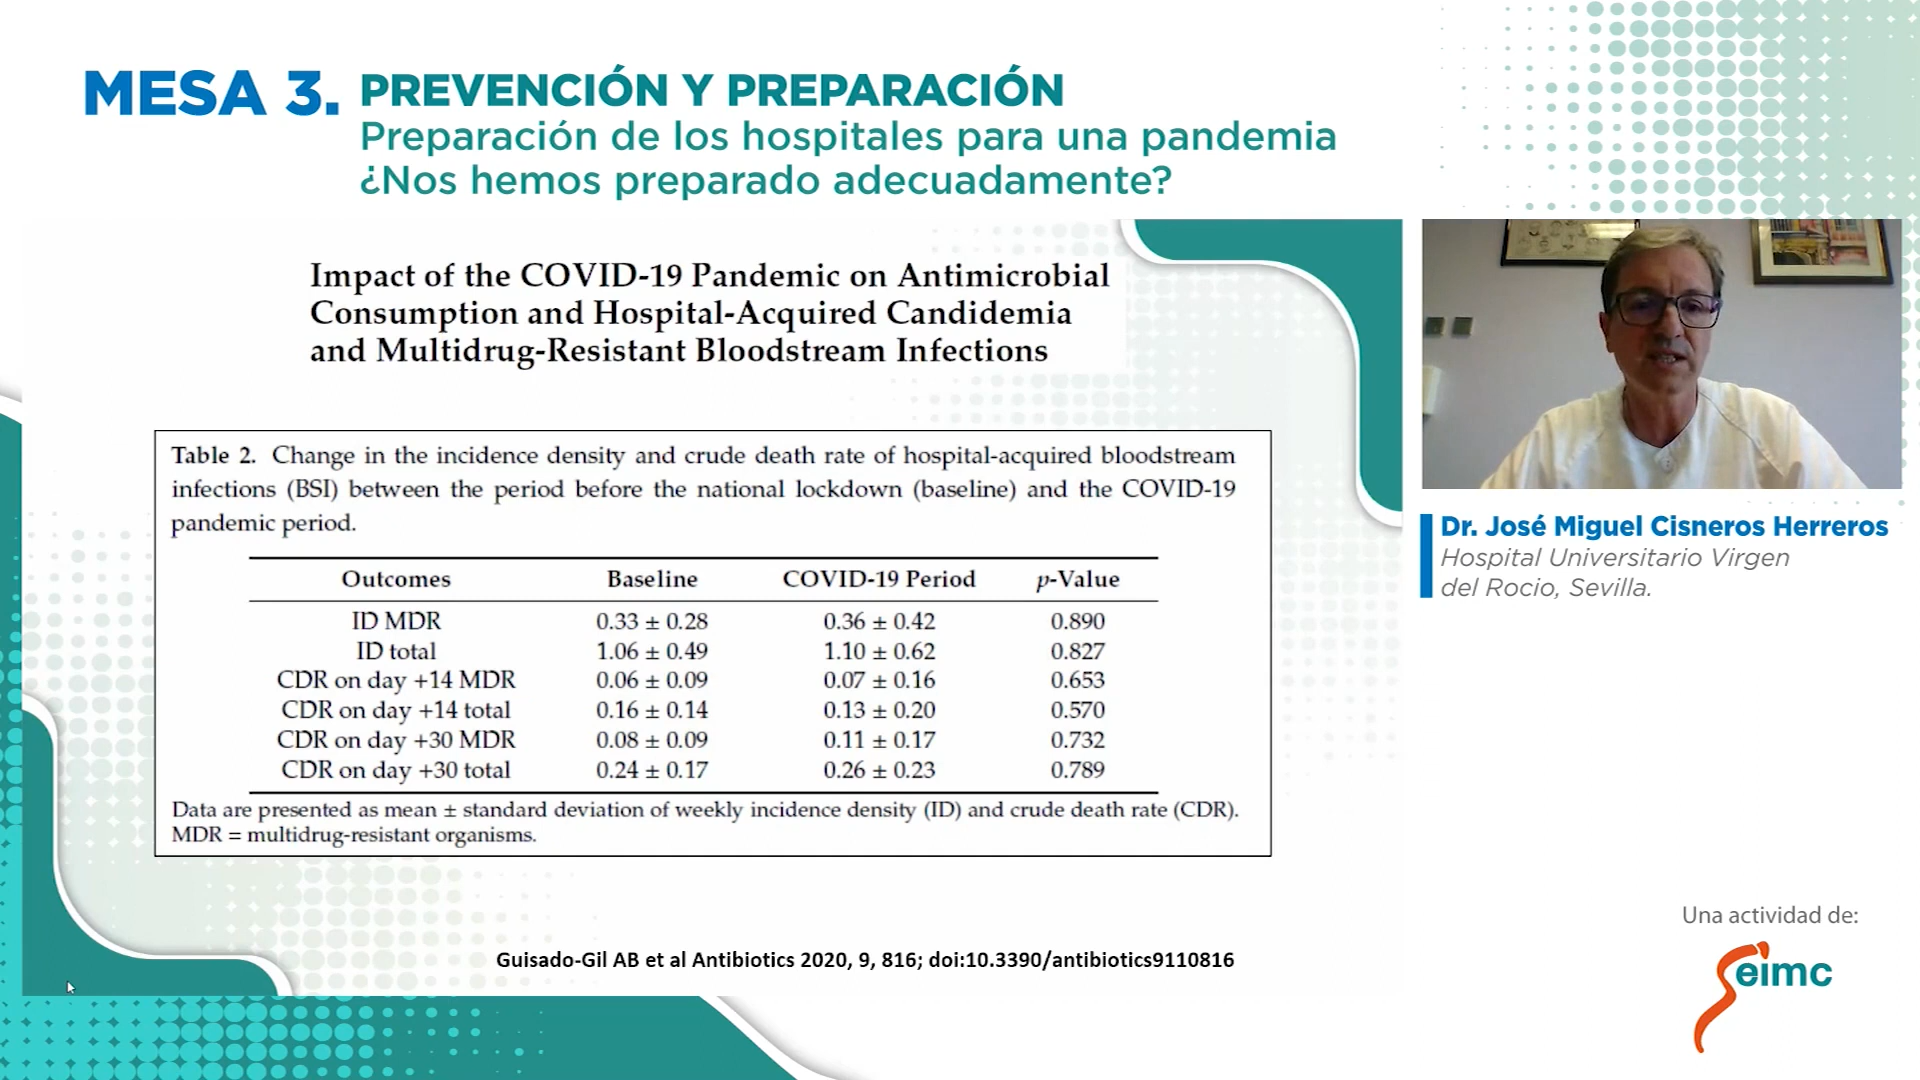 MESA 3. PREVENCIÓN Y PREPARACIÓN
Preparación de los hospitales para una pandemia
¿Nos hemos preparado adecuadamente?
Impact of the COVID-19 Pandemic on Antimicrobial
Consumption and Hospital-Acquired Candidemia
and Multidrug-Resistant Bloodstream Infections
Table 2. Change in the incidence density and crude death rate of hospital-acquired bloodstream
infections (BSI) between the period before the national lockdown (baseline) and the COVID-19
pandemic period.
Outcomes Baseline COVID-19 Period p-Value
ID MDR 0.33 ± 0.28 0.36 ± 0.42 0.890
ID total 1.06 ± 0.49 1.10 ± 0.62 0.827
CDR on day +14 MDR 0.06 ± 0.09 0.07 ± 0.16 0.653
CDR on day +14 total 0.16 ± 0.14 0.13 ± 0.20 0.570
CDR on day +30 MDR 0.08 ± 0.09 0.11 ± 0.17 0.732
CDR on day +30 total 0.24 ± 0.17 0.26 ± 0.23 0.789
Data are presented as mean ± standard deviation of weekly incidence density (ID) and crude death rate (CDR).
MDR = multidrug-resistant organisms.
Guisado-Gil AB et al Antibiotics 2020, 9, 816; doi:10.3390/antibiotics9110816
Dr. José Miguel Cisneros Herreros
Hospital Universitario Virgen
del Rocio, Sevilla.
Una actividad de:
Seimc